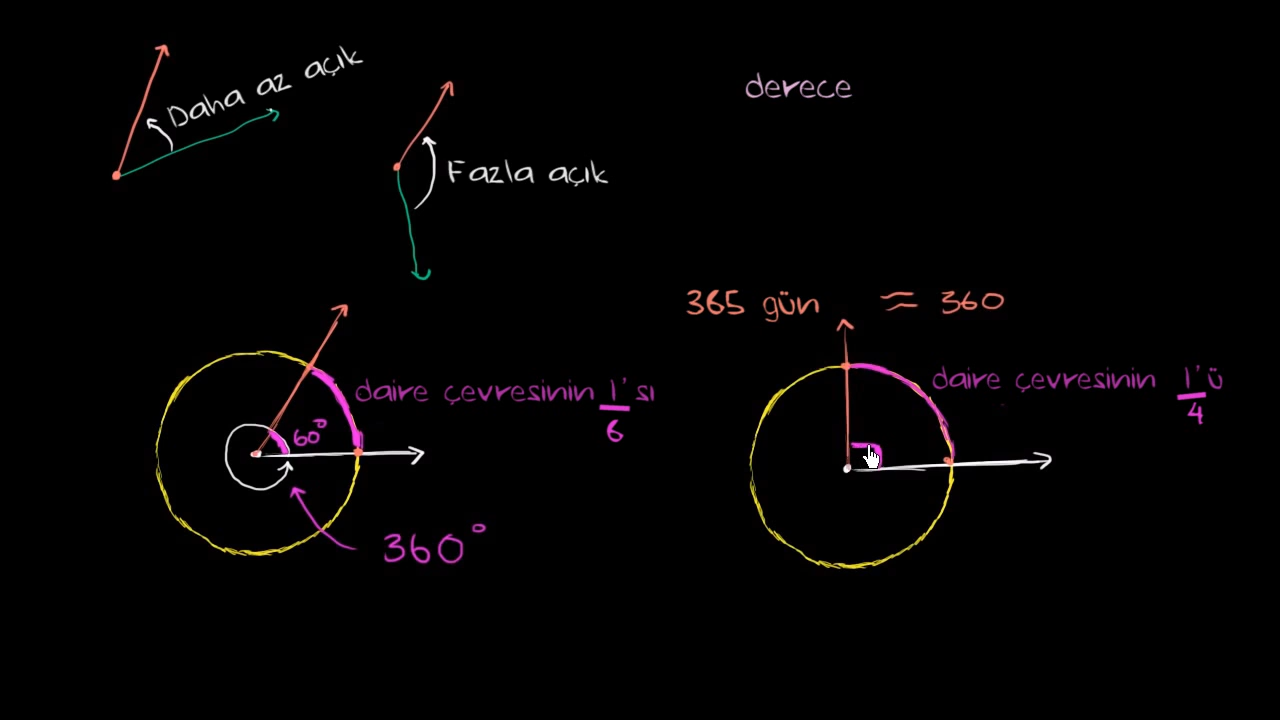 Daha az açık
derece
Fazla açık
365 gün ≈ 360
daire çevresinin 1'sı
6
daire çevresinin 1'ü
4
60°
360°